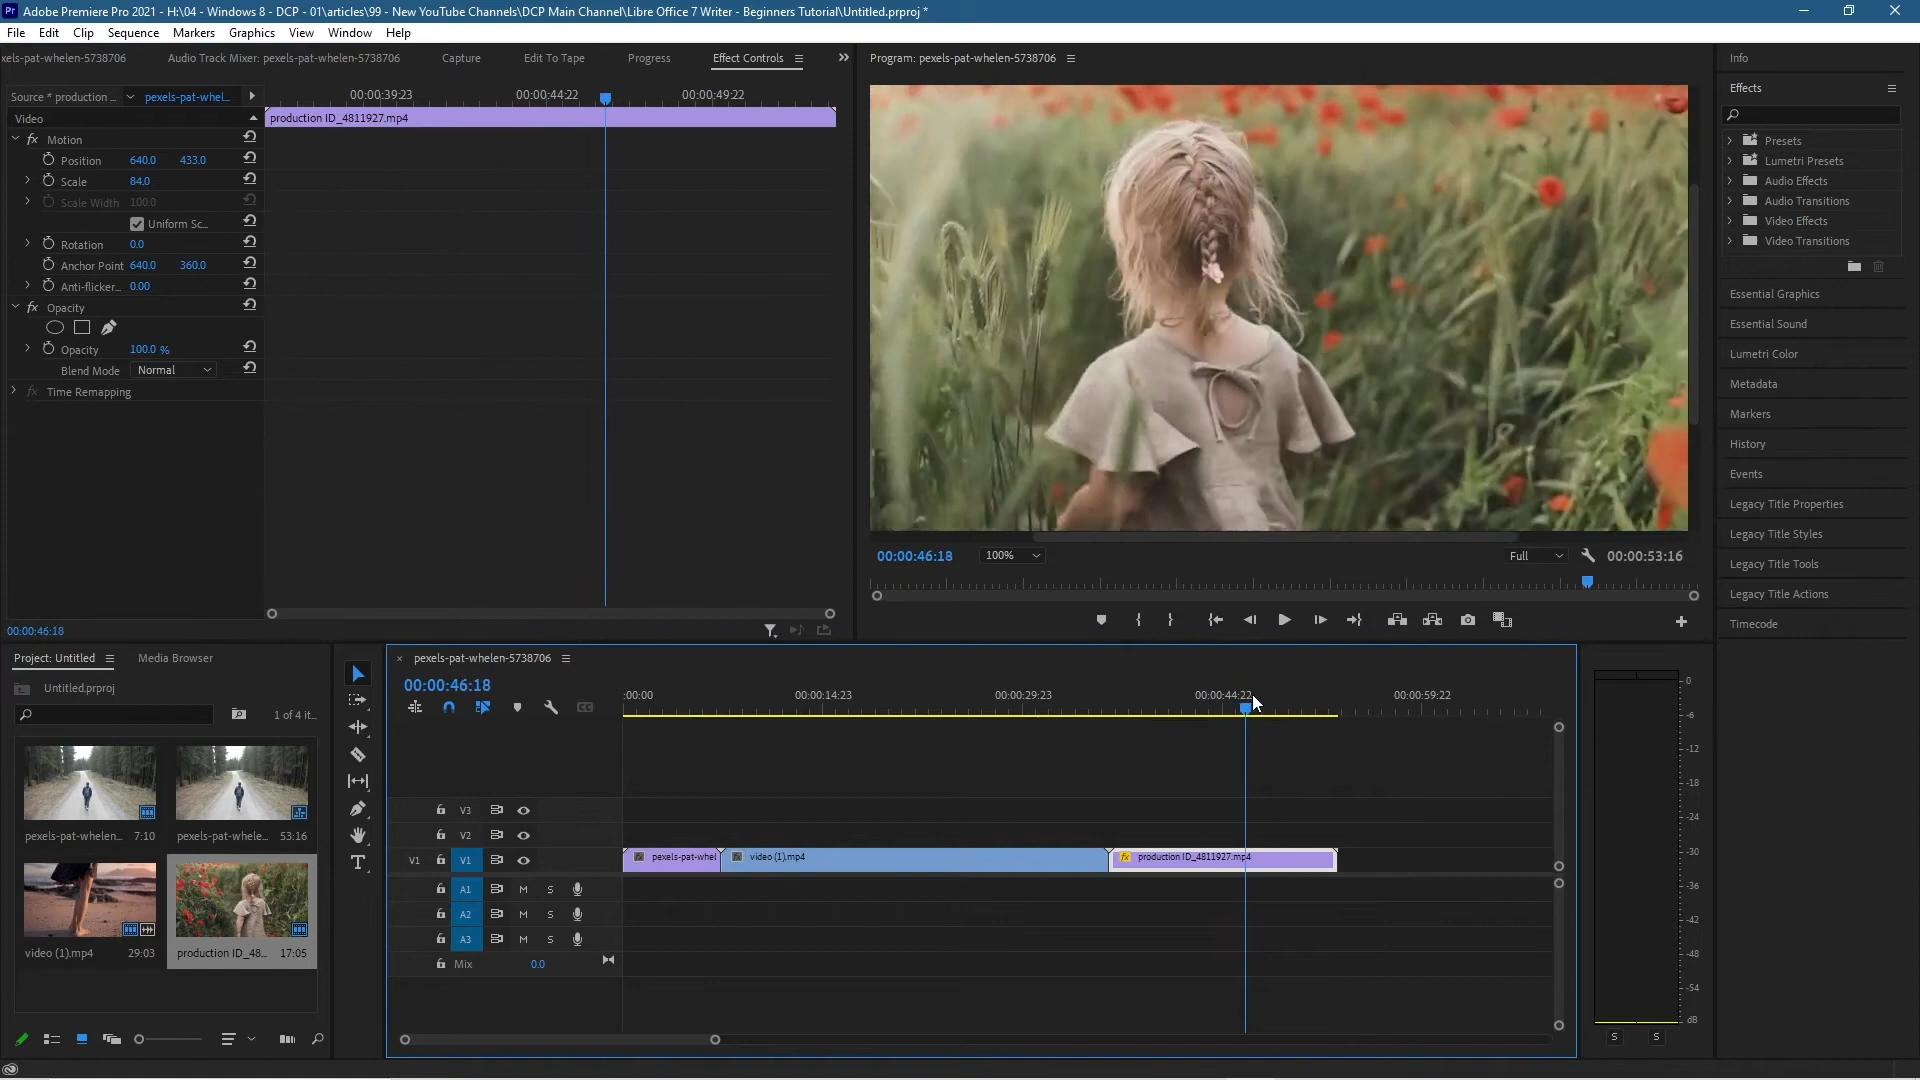 Adobe Premiere Pro 2021 - H:\04 - Windows 8 - DCP - 01\articles\99 - New YouTube Channels\DCP Main Channel\Libre Office 7 Writer - Beginners Tutorial\Untitled.prproj *
File Edit Clip Sequence Markers Graphics View Window Help
xels-pat-whelen-5738706 Audio Track Mixer: pexels-pat-whelen-5738706 Capture Edit To Tape Progress Effect Controls
Source * production ... pexels-pat-whel... 00:00:39:23 00:00:44:22 00:00:49:22
Video production ID_4811927.mp4
fx Motion
Position 640.0 433.0
Scale 84.0
Scale Width 100.0
Uniform Sc...
Rotation 0.0
Anchor Point 640.0 360.0
Anti-flicker... 0.00
fx Opacity
Opacity 100.0 %
Blend Mode Normal
fx Time Remapping
00:00:46:18
Program: pexels-pat-whelen-5738706
00:00:46:18 100% Full 00:00:53:16
Info
Effects
Presets
Lumetri Presets
Audio Effects
Audio Transitions
Video Effects
Video Transitions
Essential Graphics
Essential Sound
Lumetri Color
Metadata
Markers
History
Events
Legacy Title Properties
Legacy Title Styles
Legacy Title Tools
Legacy Title Actions
Timecode
Project: Untitled Media Browser
Untitled.prproj
1 of 4 it...
pexels-pat-whelen... 7:10 pexels-pat-whele... 53:16
video (1).mp4 29:03 production ID_48... 17:05
× pexels-pat-whelen-5738706
00:00:46:18
:00:00 00:00:14:23 00:00:29:23 00:00:44:22 00:00:59:22
V3
V2
V1 V1 pexels-pat-whel video (1).mp4 fx production ID_4811927.mp4
A1 M S
A2 M S
A3 M S
Mix 0.0
0
-6
-12
-18
-24
-30
-36
-42
-48
-54
dB
S S